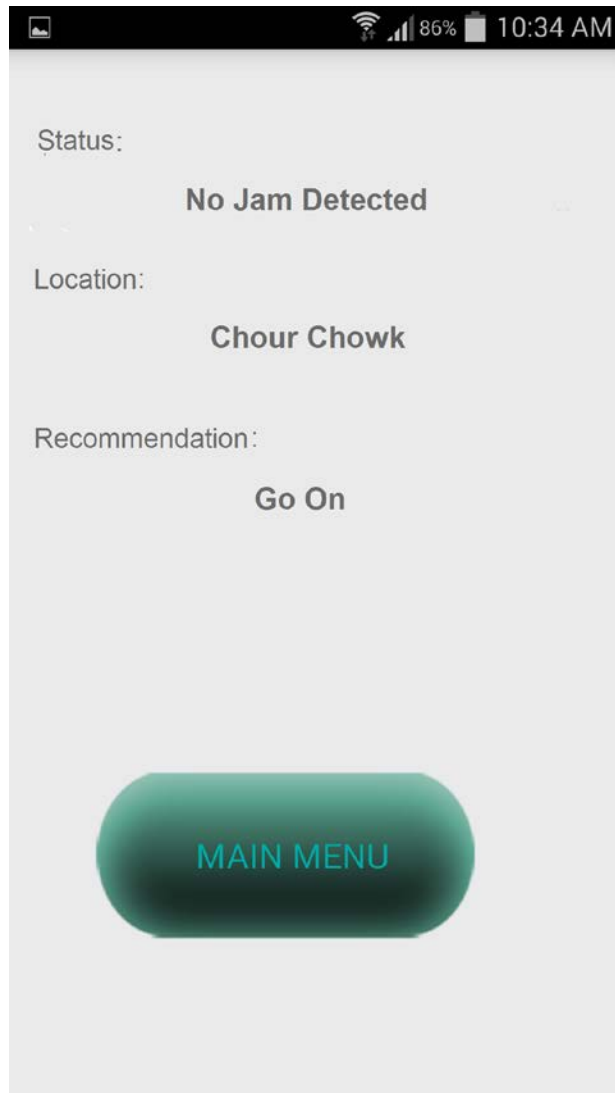 86% 10:34 AM
Status:
No Jam Detected
Location:
Chour Chowk
Recommendation:
Go On
MAIN MENU